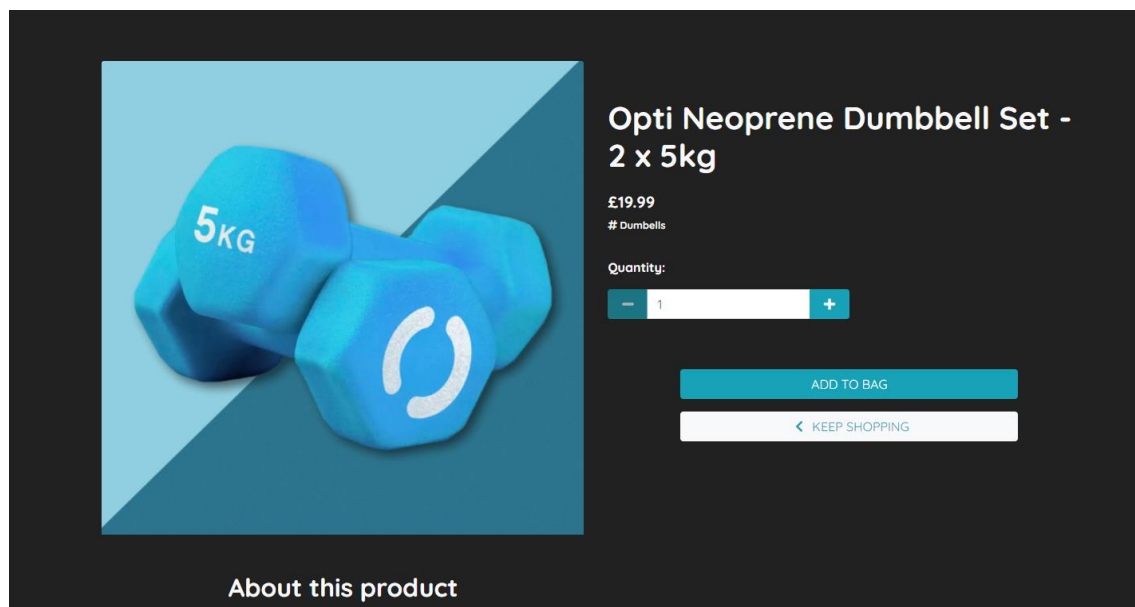 5KG
Opti Neoprene Dumbbell Set -
2 x 5kg
£19.99
# Dumbells
Quantity:
1
ADD TO BAG
KEEP SHOPPING
About this product